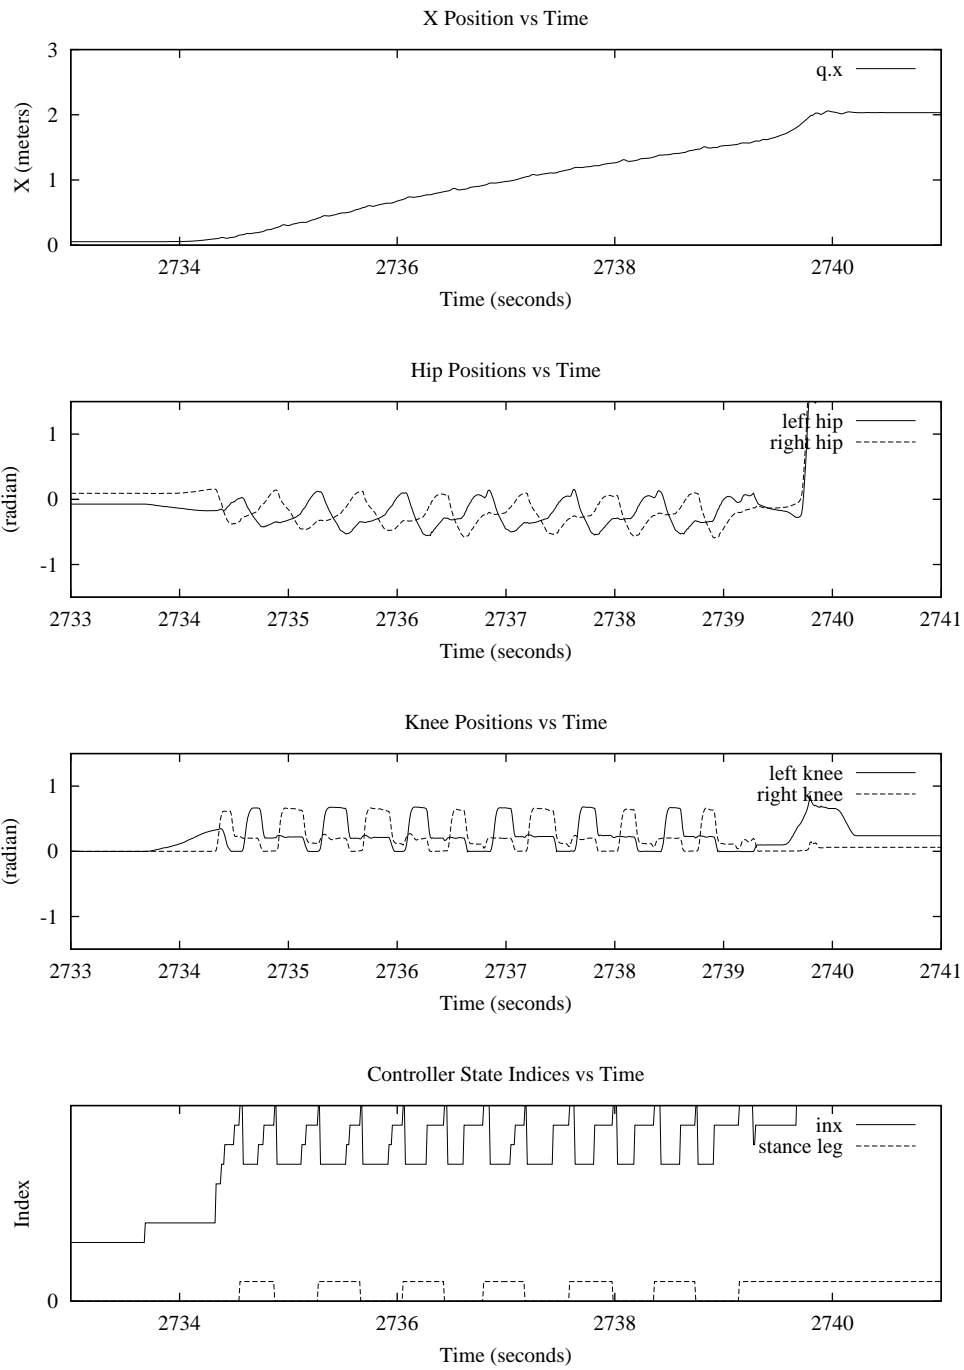 X Position vs Time
3
q.x
2
X (meters)
1
0
2734 2736 2738 2740
Time (seconds)
Hip Positions vs Time
left hip
1
right hip
(radian)
0
-1
2733 2734 2735 2736 2737 2738 2739 2740 2741
Time (seconds)
Knee Positions vs Time
left knee
1
right knee
(radian)
0
-1
2733 2734 2735 2736 2737 2738 2739 2740 2741
Time (seconds)
Controller State Indices vs Time
inx
stance leg
Index
0
2734 2736 2738 2740
Time (seconds)